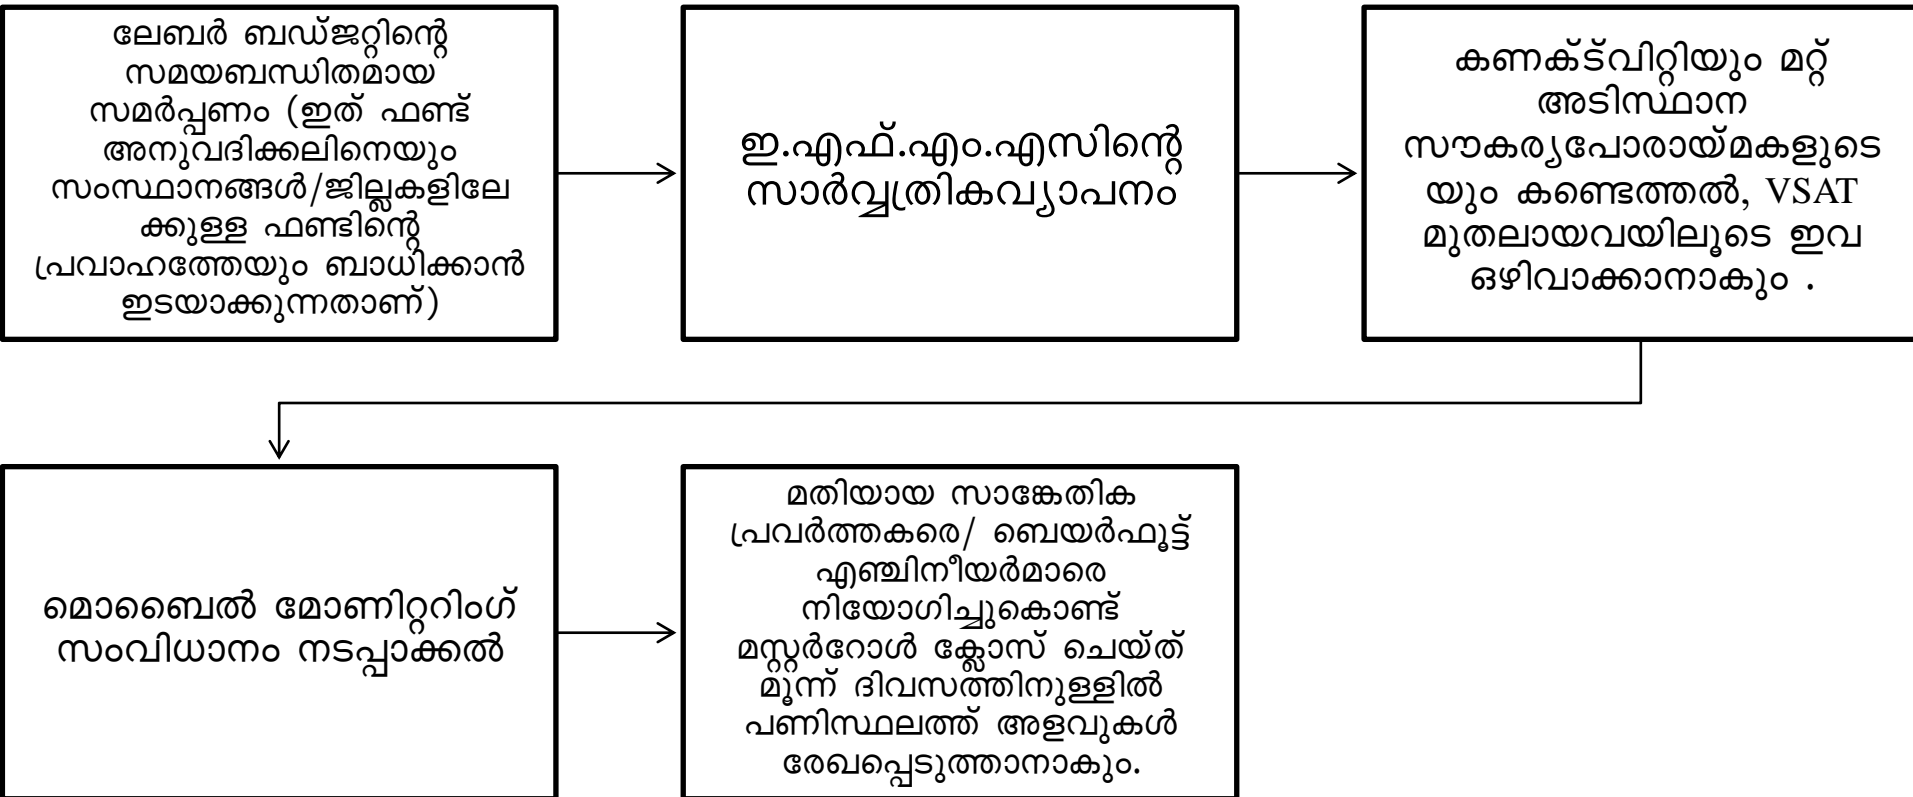 ലേബർ ബഡ്ജറ്റിന്റെ
സമയബന്ധിതമായ
സമർപ്പണം (ഇത് ഫണ്ട്
അനുവദിക്കലിനെയും
സംസ്ഥാനങ്ങൾ/ജില്ലകളിലേ
ക്കുള്ള ഫണ്ടിന്റെ
പ്രവാഹത്തേയും ബാധിക്കാൻ
ഇടയാക്കുന്നതാണ്)
ഇ.എഫ്.എം.എസിന്റെ
സാർവ്വത്രികവ്യാപനം
കണക്ട്‌വിറ്റിയും മറ്റ്
അടിസ്ഥാന
സൗകര്യപോരായ്മകളുടെ
യും കണ്ടെത്തൽ, VSAT
മുതലായവയിലൂടെ ഇവ
ഒഴിവാക്കാനാകും .
മൊബൈൽ മോണിറ്ററിംഗ്
സംവിധാനം നടപ്പാക്കൽ
മതിയായ സാങ്കേതിക
പ്രവർത്തകരെ/ ബെയർഫൂട്ട്
എഞ്ചിനീയർമാരെ
നിയോഗിച്ചുകൊണ്ട്
മസ്റ്റർറോൾ ക്ലോസ് ചെയ്ത്
മൂന്ന് ദിവസത്തിനുള്ളിൽ
പണിസ്ഥലത്ത് അളവുകൾ
രേഖപ്പെടുത്താനാകും.